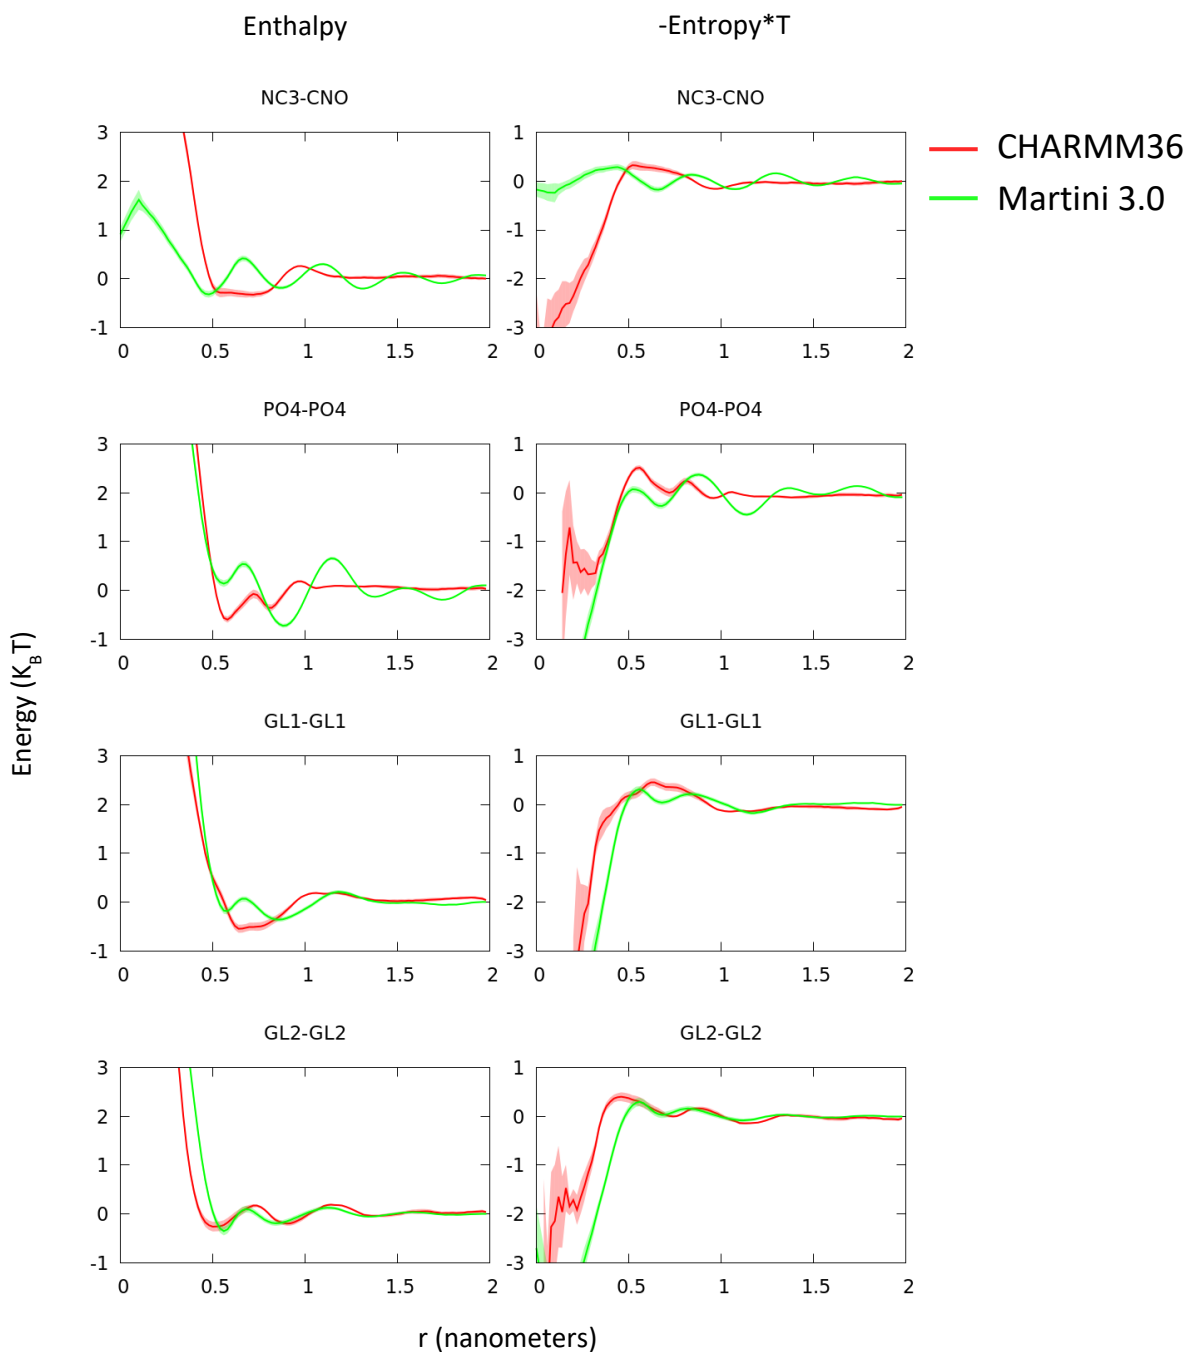 Enthalpy -Entropy*T
NC3-CNO NC3-CNO
3 1
CHARMM36
2 0
Martini 3.0
1 -1
0 -2
-1 -3
0 0.5 1 1.5 2 0 0.5 1 1.5 2
PO4-PO4 PO4-PO4
3 1
2 0
1 -1
0 -2
-1 -3
0 0.5 1 1.5 2 0 0.5 1 1.5 2
Energy (K_BT)
GL1-GL1 GL1-GL1
3 1
2 0
1 -1
0 -2
-1 -3
0 0.5 1 1.5 2 0 0.5 1 1.5 2
GL2-GL2 GL2-GL2
3 1
2 0
1 -1
0 -2
-1 -3
0 0.5 1 1.5 2 0 0.5 1 1.5 2
r (nanometers)